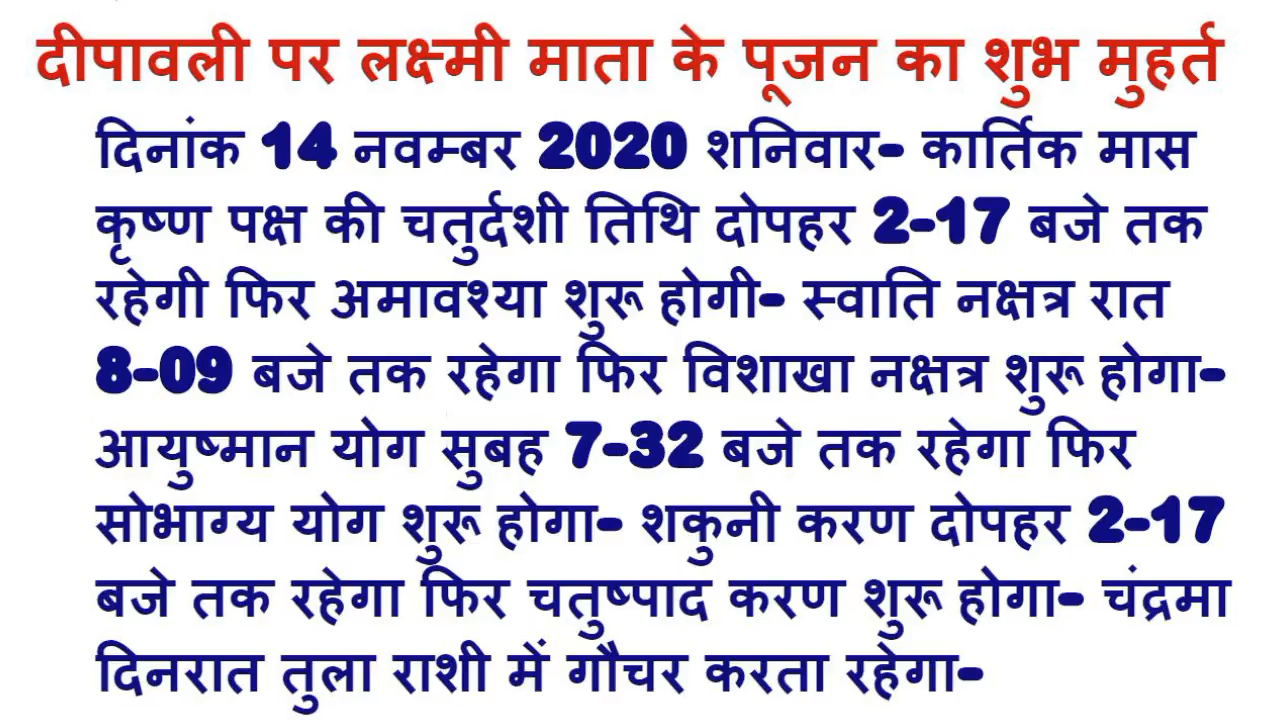 दीपावली पर लक्ष्मी माता के पूजन का शुभ मुहर्त
दिनांक 14 नवम्बर 2020 शनिवार- कार्तिक मास
कृष्ण पक्ष की चतुर्दशी तिथि दोपहर 2-17 बजे तक
रहेगी फिर अमावश्या शुरू होगी- स्वाति नक्षत्र रात
8-09 बजे तक रहेगा फिर विशाखा नक्षत्र शुरू होगा-
आयुष्मान योग सुबह 7-32 बजे तक रहेगा फिर
सोभाग्य योग शुरू होगा- शकुनी करण दोपहर 2-17
बजे तक रहेगा फिर चतुष्पाद करण शुरू होगा- चंद्रमा
दिनरात तुला राशी में गौचर करता रहेगा-